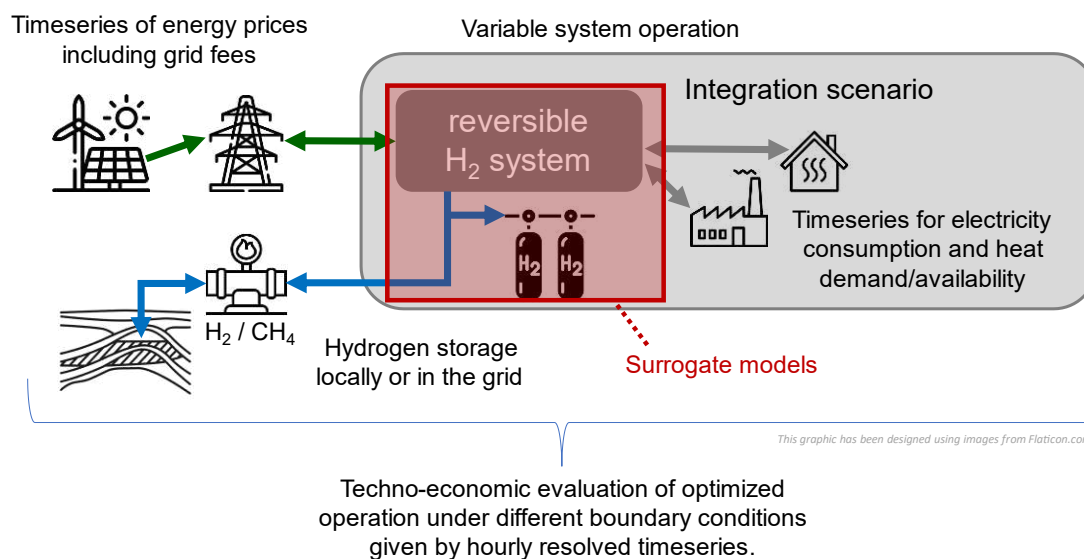 Timeseries of energy prices
including grid fees
Variable system operation
Integration scenario
reversible
H₂ system
H2 H2
Timeseries for electricity
consumption and heat
demand/availability
H₂ / CH₄
Hydrogen storage
locally or in the grid
Surrogate models
This graphic has been designed using images from Flaticon.com
Techno-economic evaluation of optimized
operation under different boundary conditions
given by hourly resolved timeseries.